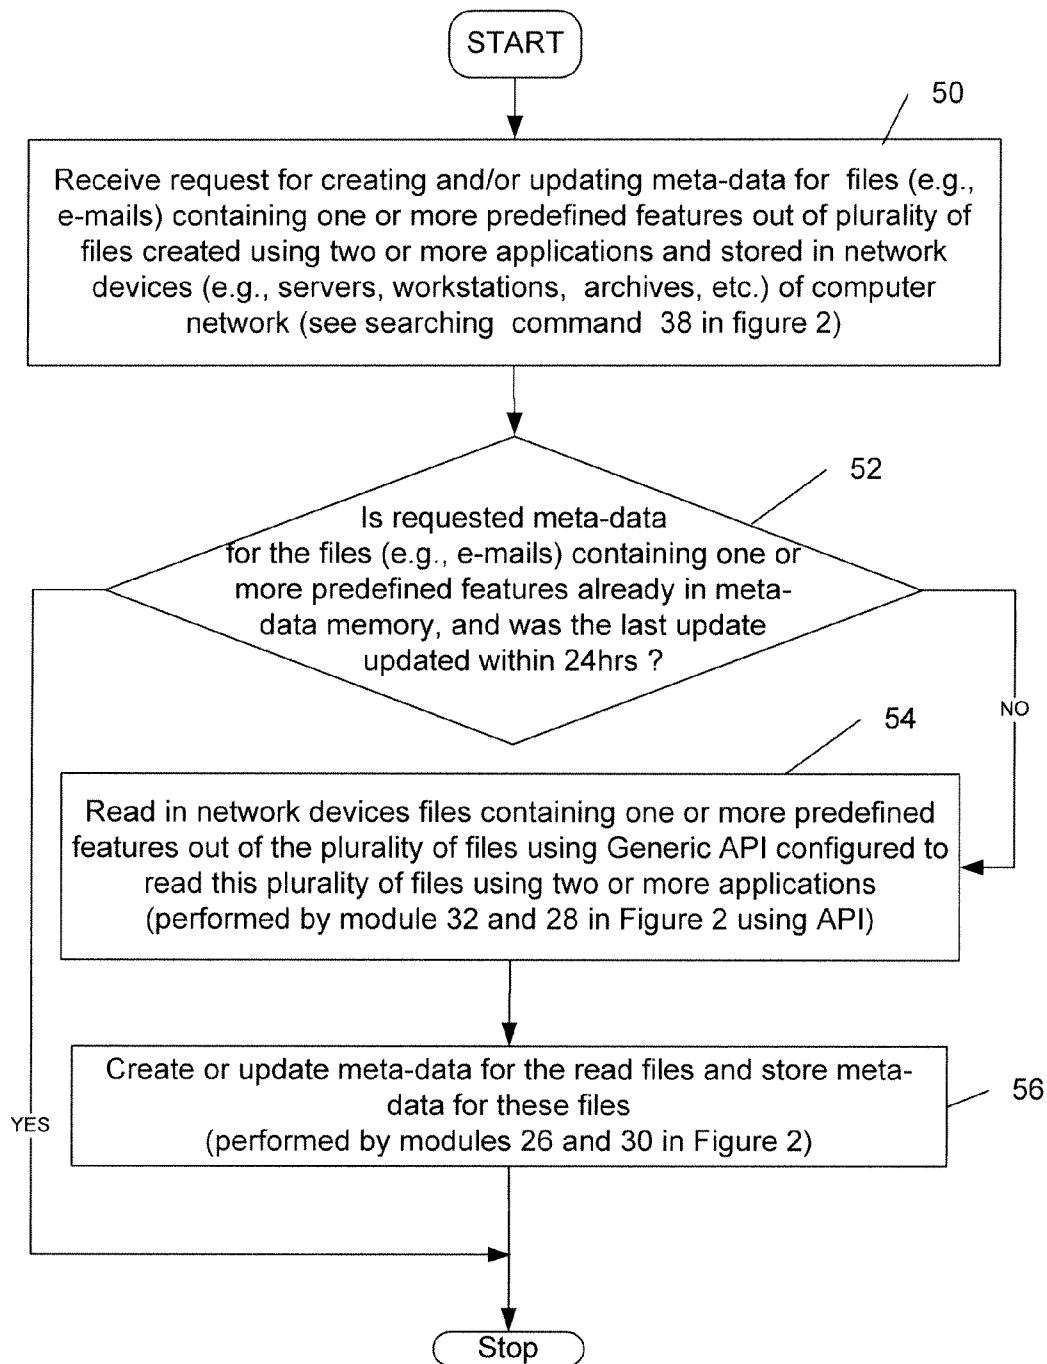 START
50
Receive request for creating and/or updating meta-data for files (e.g.,
e-mails) containing one or more predefined features out of plurality of
files created using two or more applications and stored in network
devices (e.g., servers, workstations, archives, etc.) of computer
network (see searching command 38 in figure 2)
52
Is requested meta-data
for the files (e.g., e-mails) containing one or
more predefined features already in meta-
data memory, and was the last update
updated within 24hrs ?
NO
54
Read in network devices files containing one or more predefined
features out of the plurality of files using Generic API configured to
read this plurality of files using two or more applications
(performed by module 32 and 28 in Figure 2 using API)
Create or update meta-data for the read files and store meta-
data for these files
(performed by modules 26 and 30 in Figure 2)
56
YES
Stop